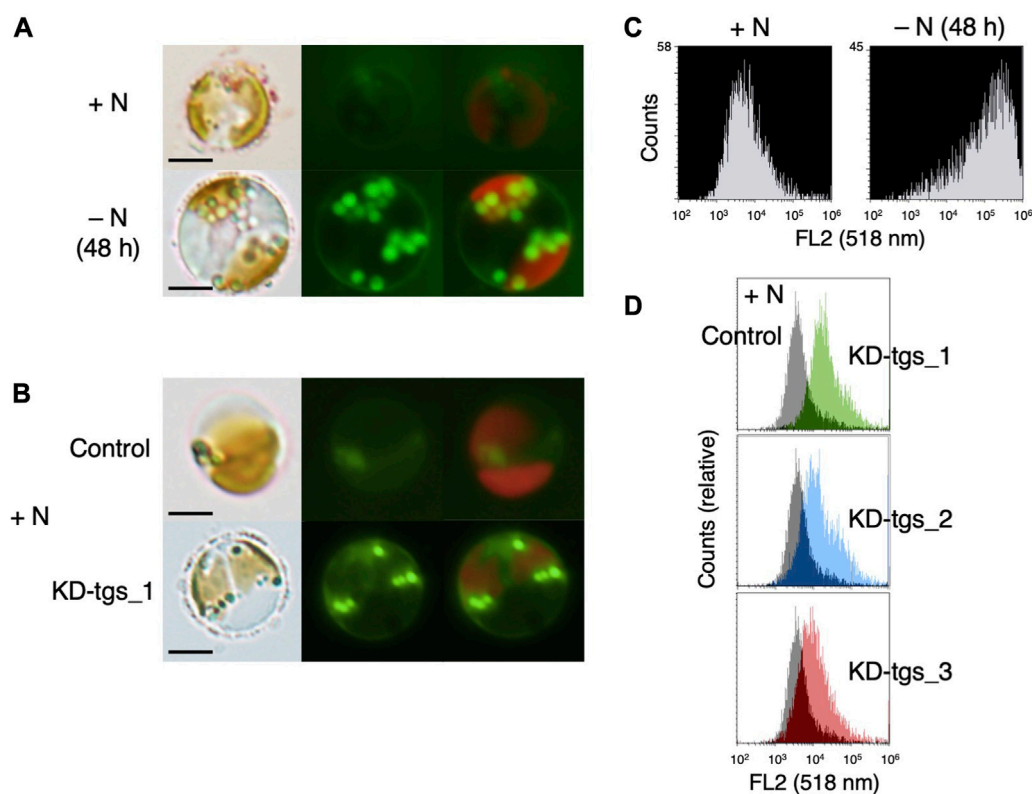 A
+ N
– N
(48 h)
B
Control
+ N
KD-tgs_1
C
+ N
– N (48 h)
58
45
Counts
10² 10³ 10⁴ 10⁵ 10⁶
10² 10³ 10⁴ 10⁵ 10⁶
FL2 (518 nm)
D
+ N
Control
KD-tgs_1
KD-tgs_2
KD-tgs_3
Counts (relative)
10² 10³ 10⁴ 10⁵ 10⁶
FL2 (518 nm)